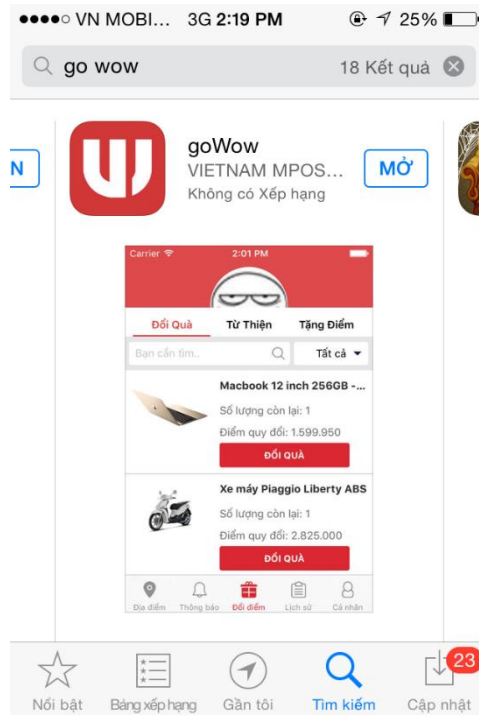 VN MOBI... 3G 2:19 PM 25%
go wow 18 Kết quả
N
goWow
VIETNAM MPOS...
MỞ
Không có Xếp hạng
Carrier 2:01 PM
Đổi Quà Từ Thiện Tặng Điểm
Bạn cần tìm.. Tất cả
Macbook 12 inch 256GB -...
Số lượng còn lại: 1
Điểm quy đổi: 1.599.950
ĐỔI QUÀ
Xe máy Piaggio Liberty ABS
Số lượng còn lại: 1
Điểm quy đổi: 2.825.000
ĐỔI QUÀ
Địa điểm Thông báo Đổi điểm Lịch sử Cá nhân
23
Nổi bật Bảng xếp hạng Gần tôi Tìm kiếm Cập nhật